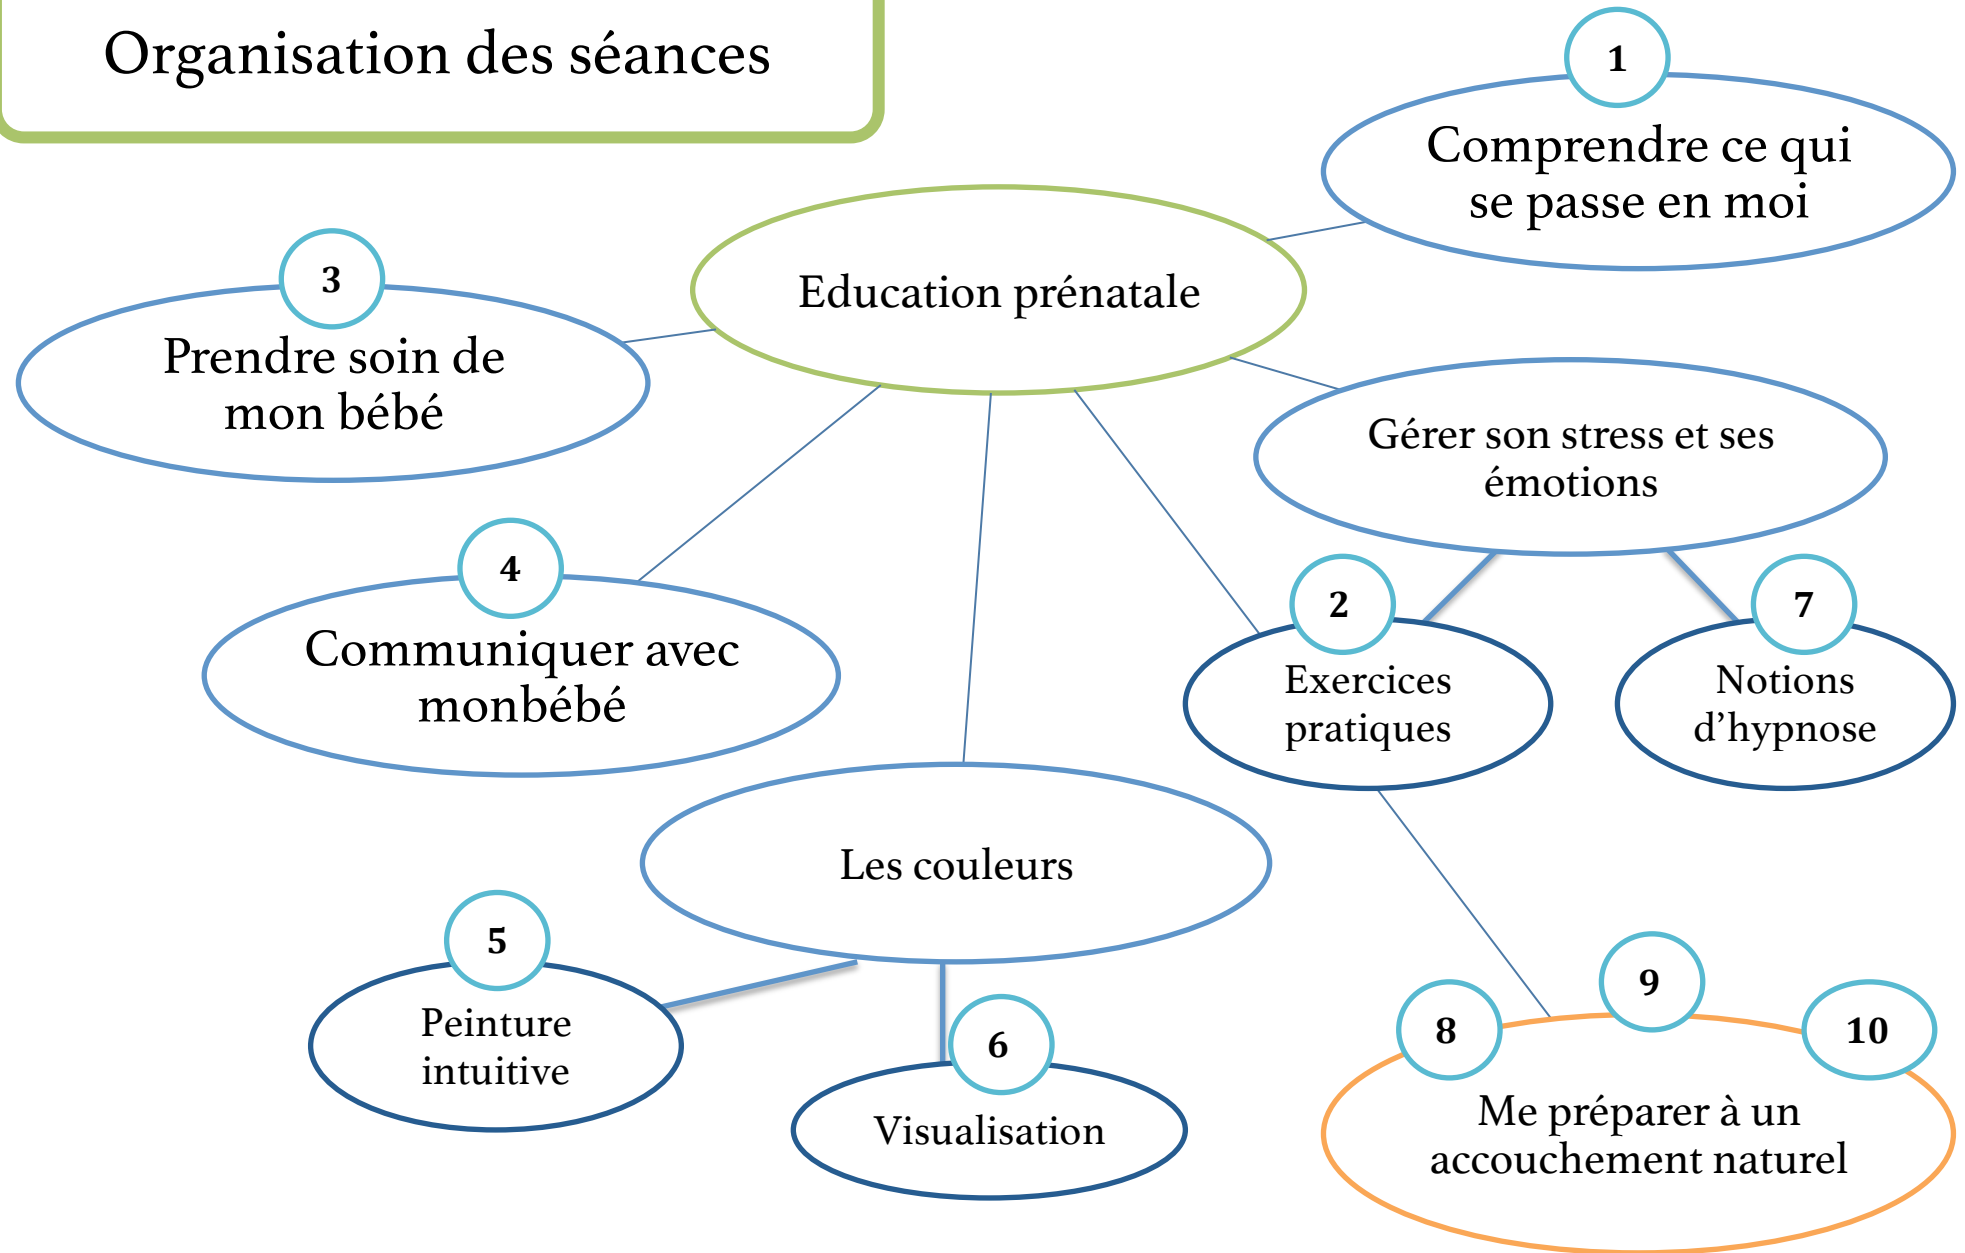 Organisation des séances
1
Comprendre ce qui
se passe en moi
Education prénatale
3
Prendre soin de
mon bébé
Gérer son stress et ses
émotions
4
Communiquer avec
monbébé
2
Exercices
pratiques
7
Notions
d’hypnose
Les couleurs
5
Peinture
intuitive
6
Visualisation
8
9
10
Me préparer à un
accouchement naturel